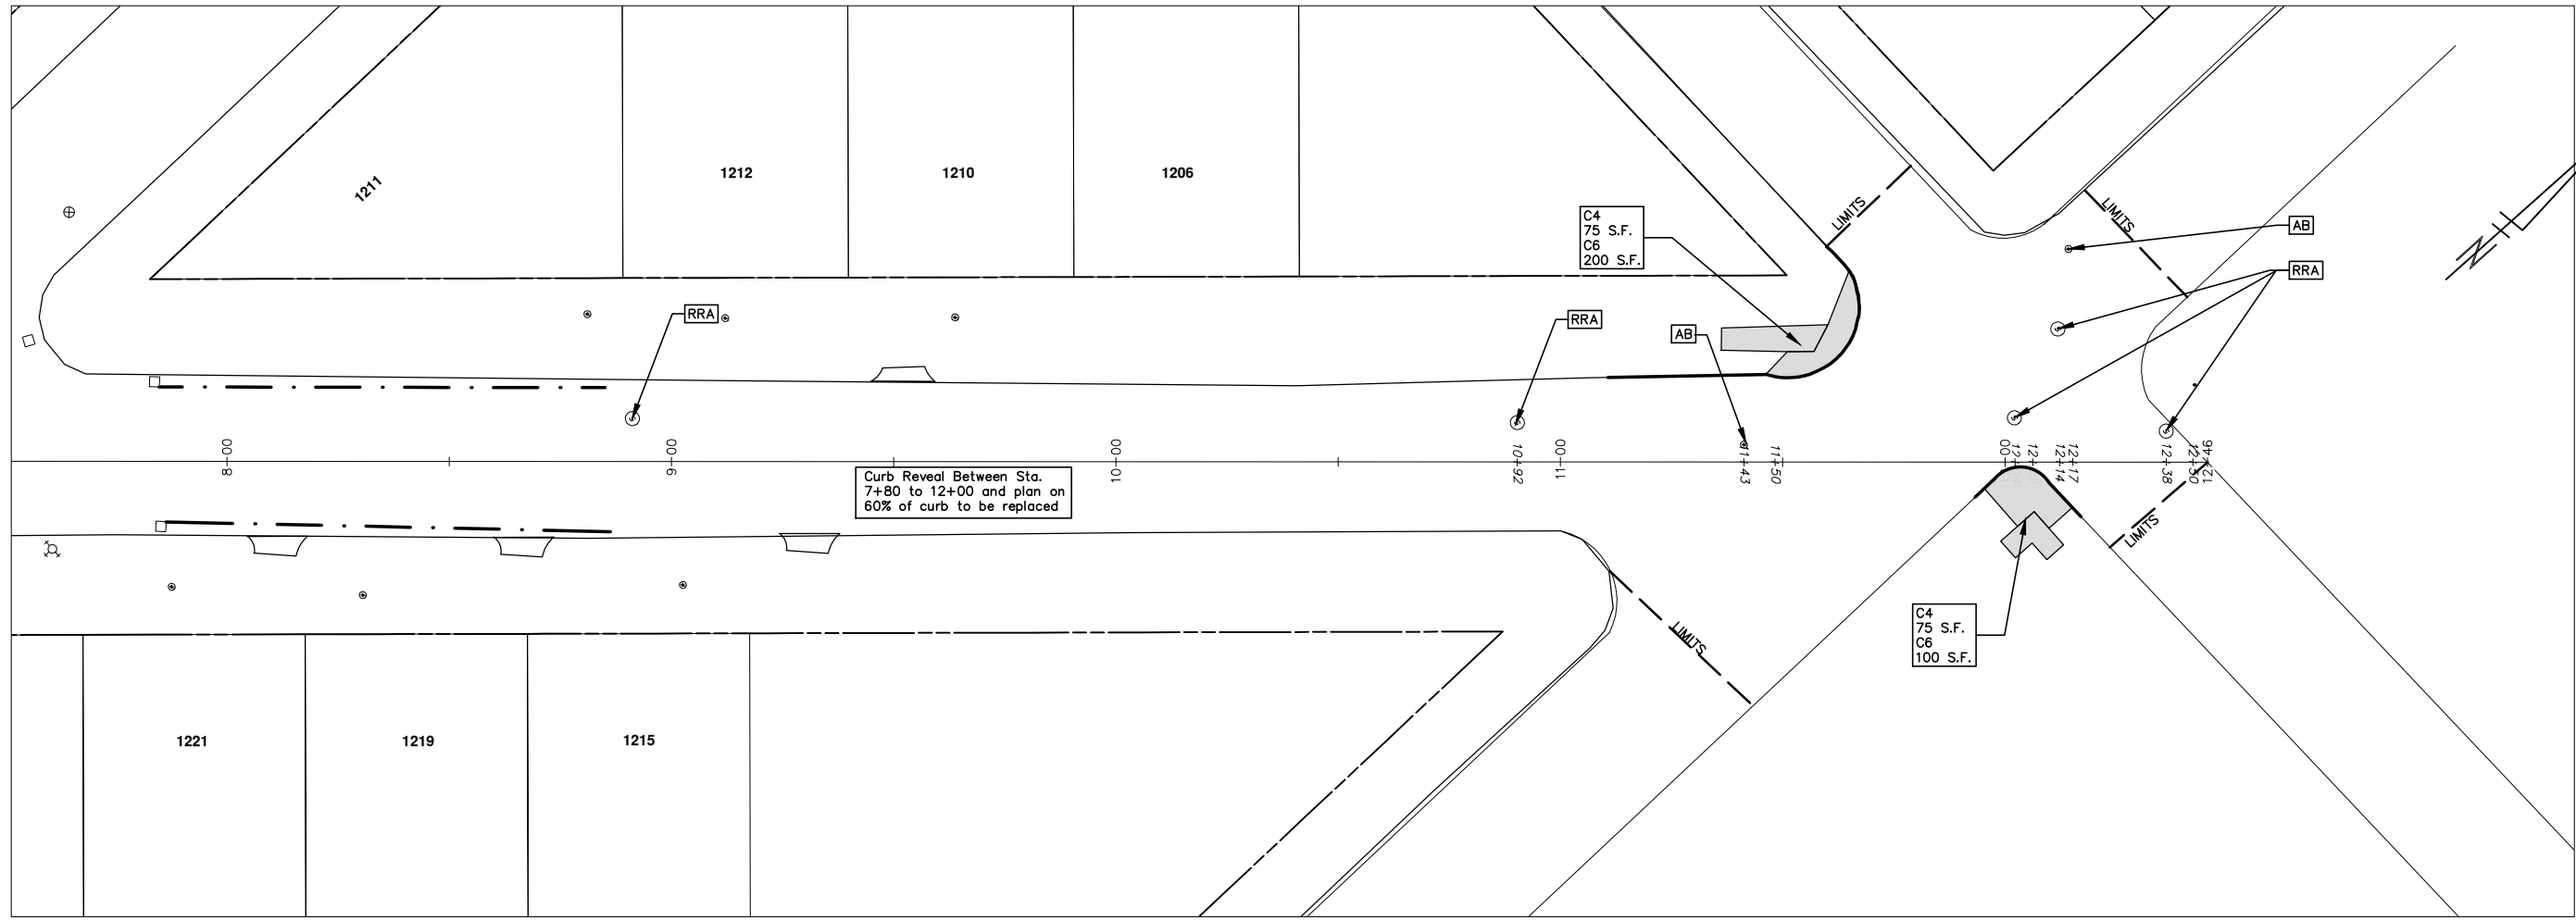 1211
1212
1210
1206
C4
75 S.F.
C6
200 S.F.
LIMITS
LIMITS
AB
RRA
N
RRA
RRA
AB
8+00
9+00
10+00
10+92
11+00
11+43
11+50
12+14
12+17
12+38
12+46
Curb Reveal Between Sta.
7+80 to 12+00 and plan on
60% of curb to be replaced
LIMITS
LIMITS
C4
75 S.F.
C6
100 S.F.
1221
1219
1215